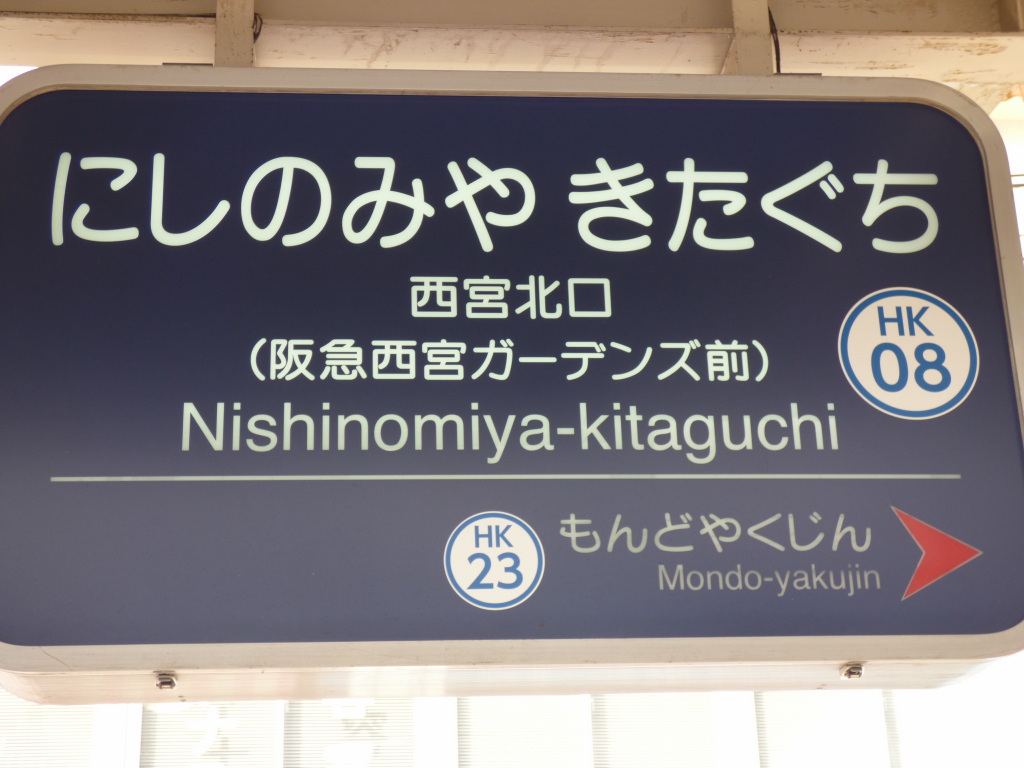 にしのみや きたぐち
西宮北口
（阪急西宮ガーデンズ前）
HK
08
Nishinomiya-kitaguchi
HK
23
もんどやくじん
Mondo-yakujin